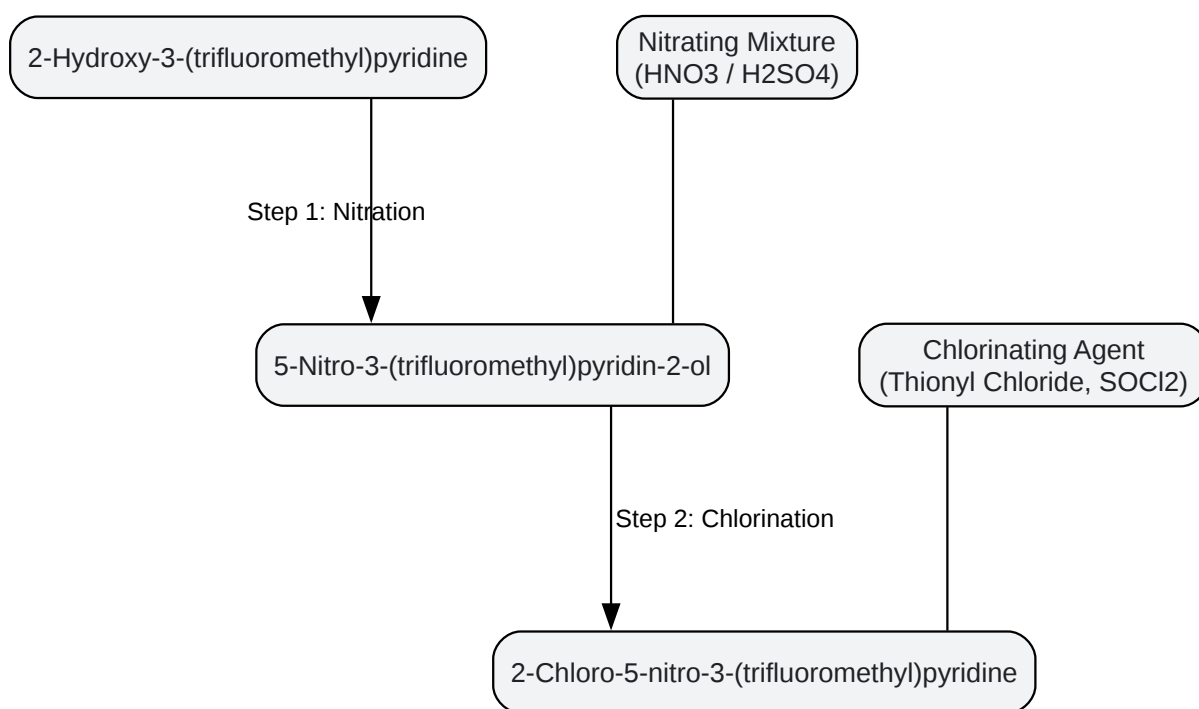 2-Hydroxy-3-(trifluoromethyl)pyridine
Nitrating Mixture
(HNO3 / H2SO4)
Step 1: Nitration
5-Nitro-3-(trifluoromethyl)pyridin-2-ol
Chlorinating Agent
(Thionyl Chloride, SOCl2)
Step 2: Chlorination
2-Chloro-5-nitro-3-(trifluoromethyl)pyridine